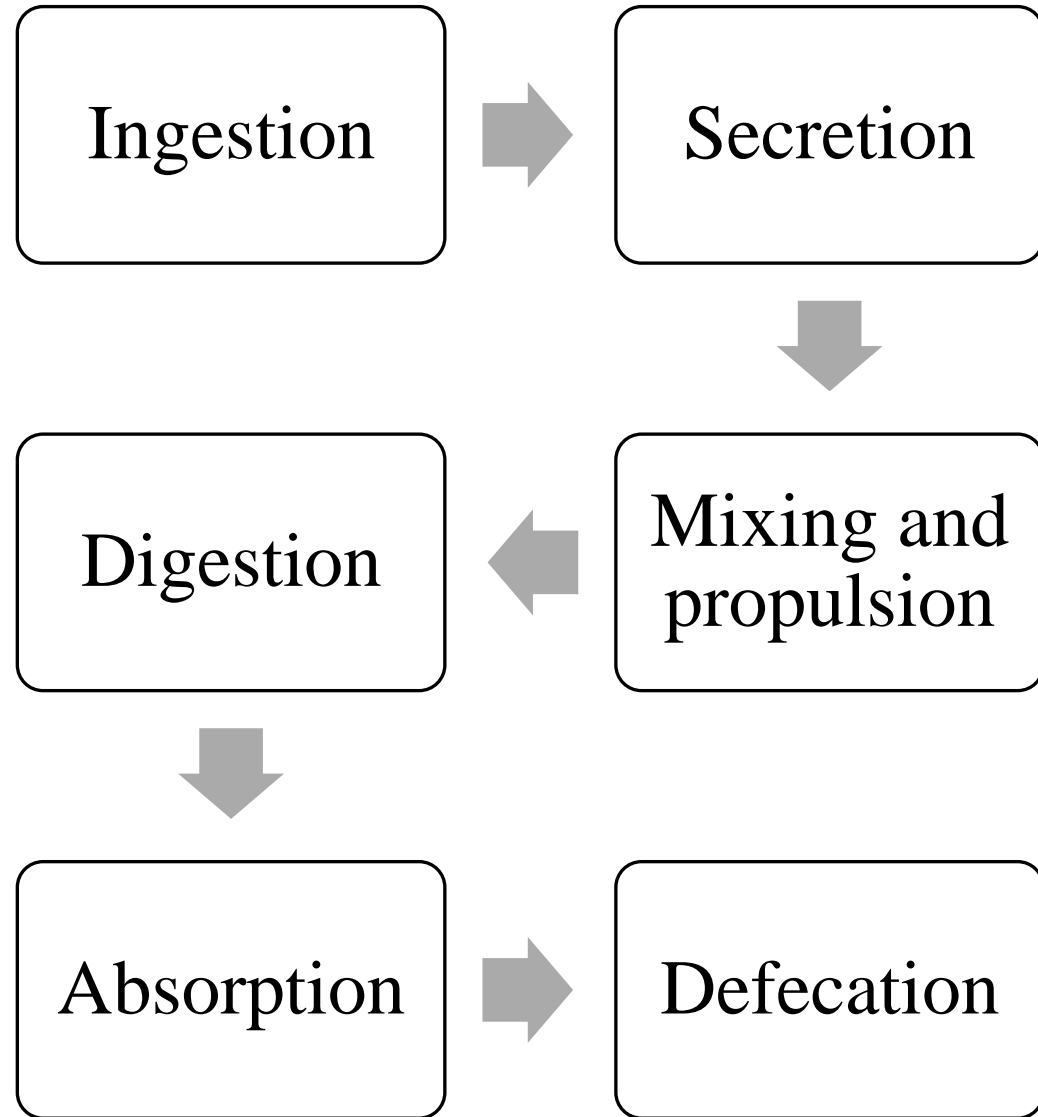 Ingestion
Secretion
Mixing and
propulsion
Digestion
Absorption
Defecation